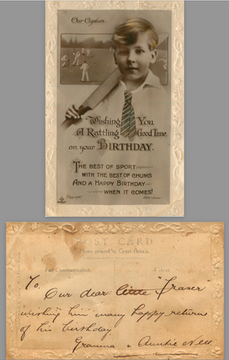 Our Captain.
Wishing You
A Rattling Good Time
on your BIRTHDAY.
THE BEST OF SPORT
WITH THE BEST OF CHUMS
AND A HAPPY BIRTHDAY
WHEN IT COMES!
POST CARD
To,
Our dear little "Fraser"
wishing him many happy returns
of his birthday
Gramma & Auntie Nell